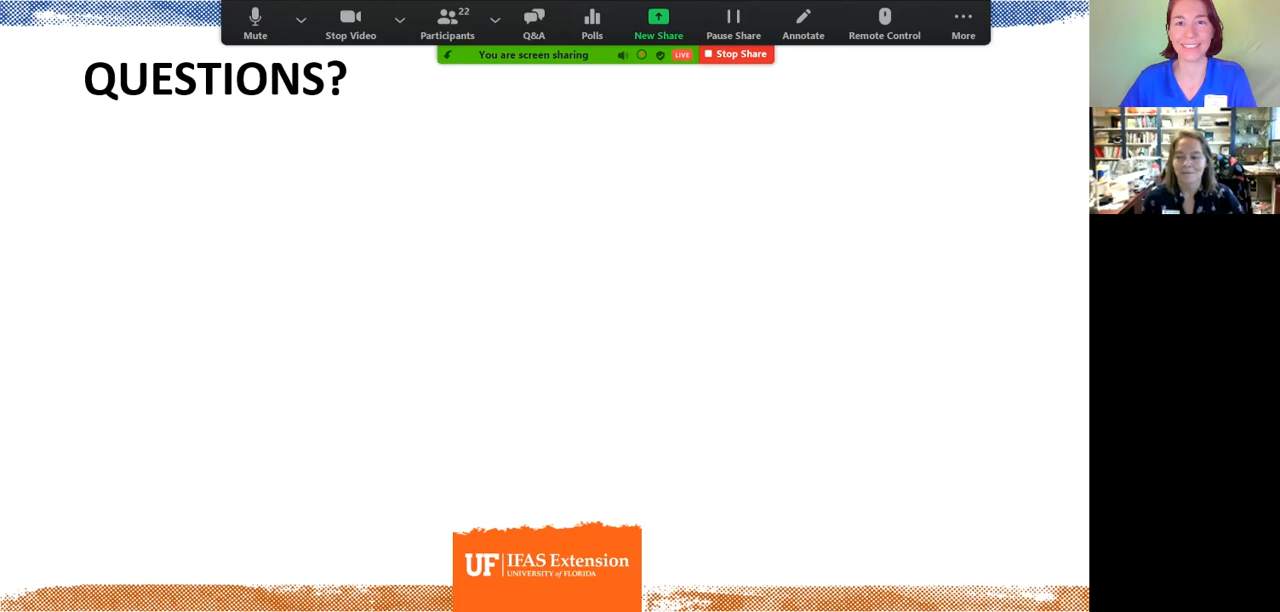 22
Mute
Stop Video
Participants
Q&A
Polls
New Share
Pause Share
Annotate
Remote Control
More
You are screen sharing
LIVE
Stop Share
QUESTIONS?
UF
IFAS Extension
UNIVERSITY of FLORIDA